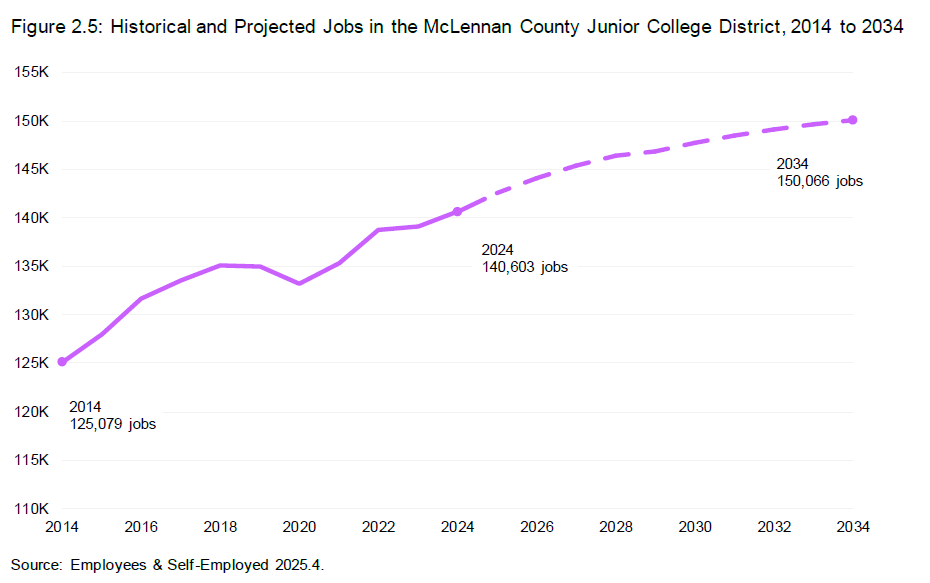 Figure 2.5: Historical and Projected Jobs in the McLennan County Junior College District, 2014 to 2034
155K
150K
145K
140K
135K
130K
125K
120K
115K
110K
2034
150,066 jobs
2024
140,603 jobs
2014
125,079 jobs
2014 2016 2018 2020 2022 2024 2026 2028 2030 2032 2034
Source: Employees & Self-Employed 2025.4.